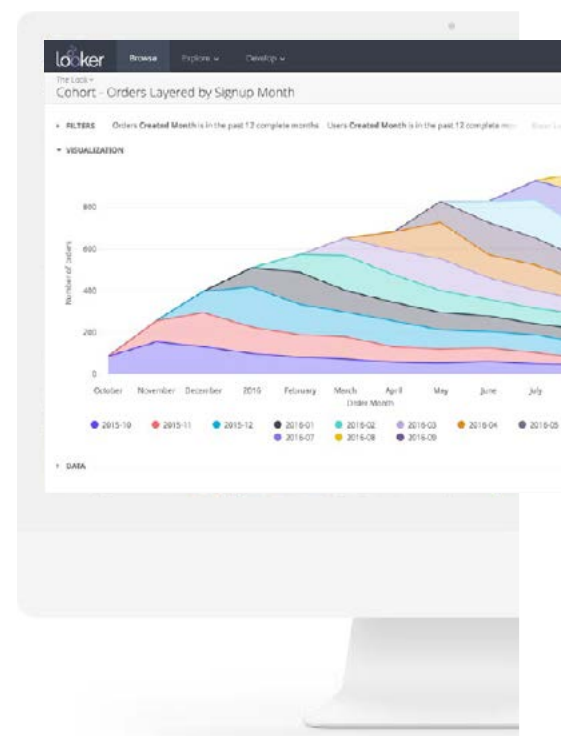 looker
Browse Explore Develop
The Look
Cohort - Orders Layered by Signup Month
FILTERS Orders Created Month is in the past 12 complete months Users Created Month is in the past 12 complete
VISUALIZATION
800
600
400
200
0
Number of orders
October November December 2016 February March April May June July
Order Month
2015-10 2015-11 2015-12 2016-01 2016-02 2016-03 2016-04 2016-05
2016-07 2016-08 2016-09
DATA